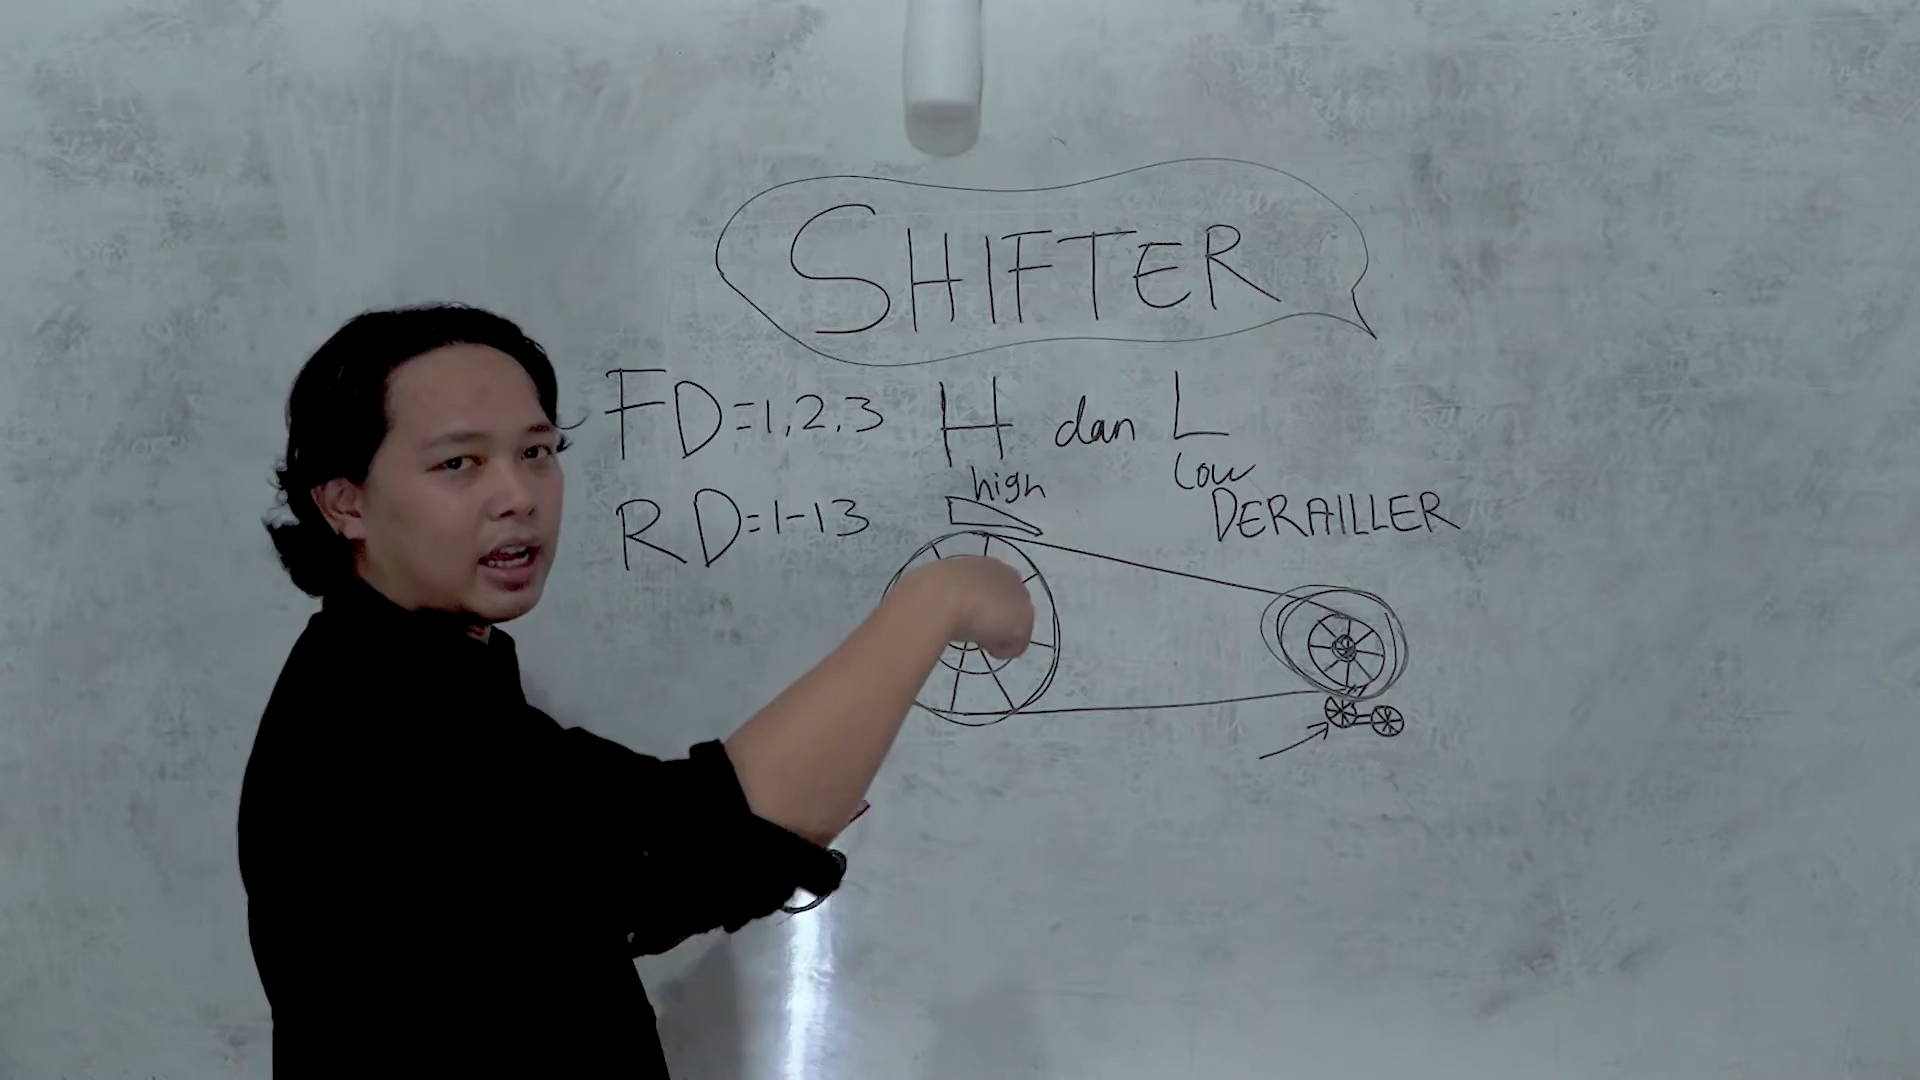 SHIFTER
FD=1,2,3 H dan L
high low
RD=1-13 DERAILLER